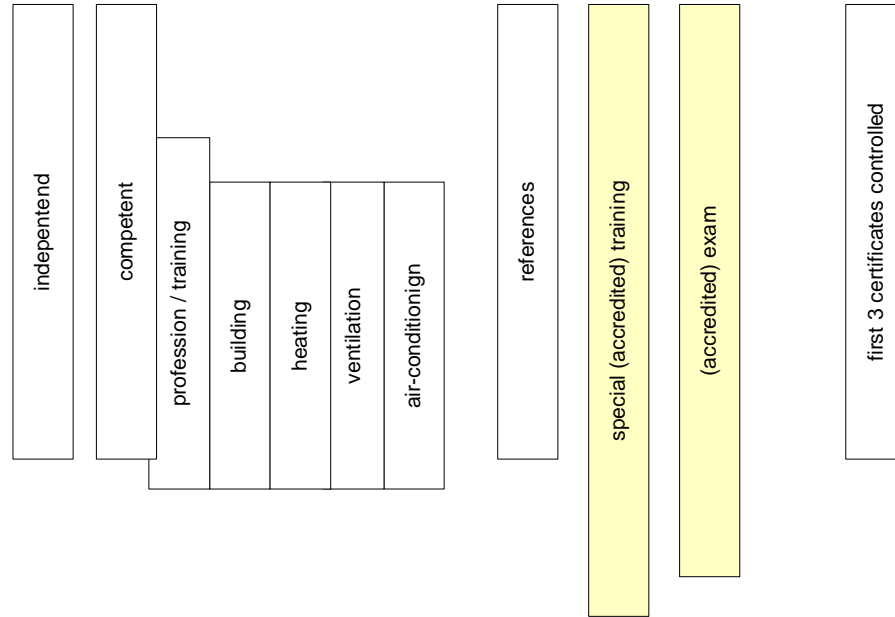 indepentend
competent
profession / training
building
heating
ventilation
air-conditionign
references
special (accredited) training
(accredited) exam
first 3 certificates controlled